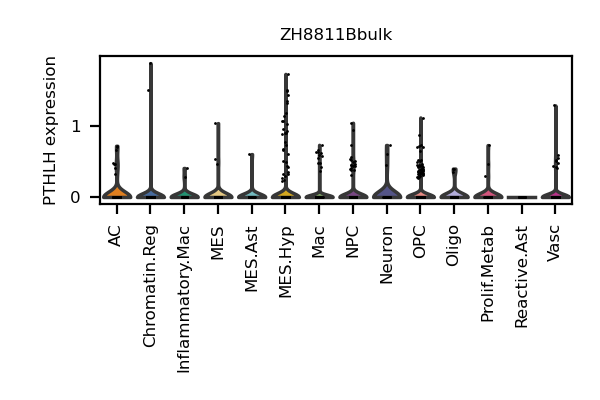 ZH8811Bbulk
PTHLH expression
1
0
AC
Chromatin.Reg
Inflammatory.Mac
MES
MES.Ast
MES.Hyp
Mac
NPC
Neuron
OPC
Oligo
Prolif.Metab
Reactive.Ast
Vasc